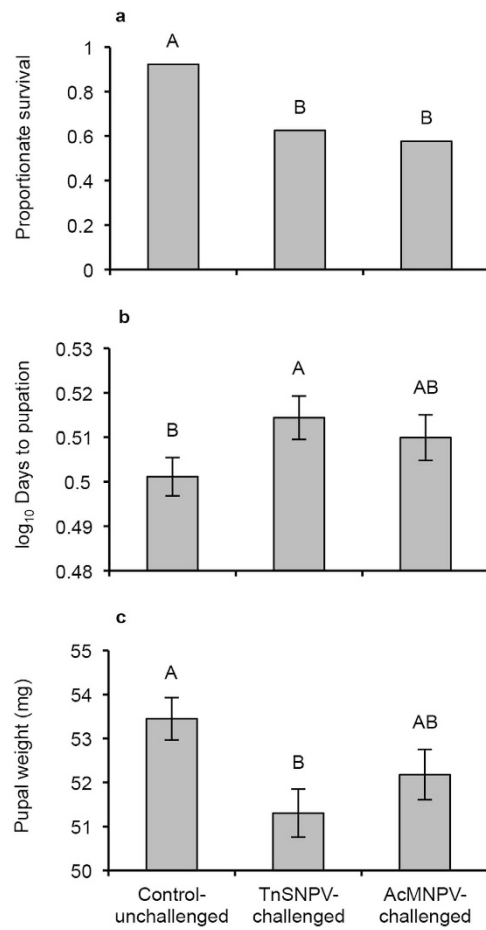 a
Proportionate survival
1
0.8
0.6
0.4
0.2
0
A
B
B
b
log₁₀ Days to pupation
0.53
0.52
0.51
0.5
0.49
0.48
B
A
AB
c
Pupal weight (mg)
55
54
53
52
51
50
A
B
AB
Control-
unchallenged
TnSNPV-
challenged
AcMNPV-
challenged